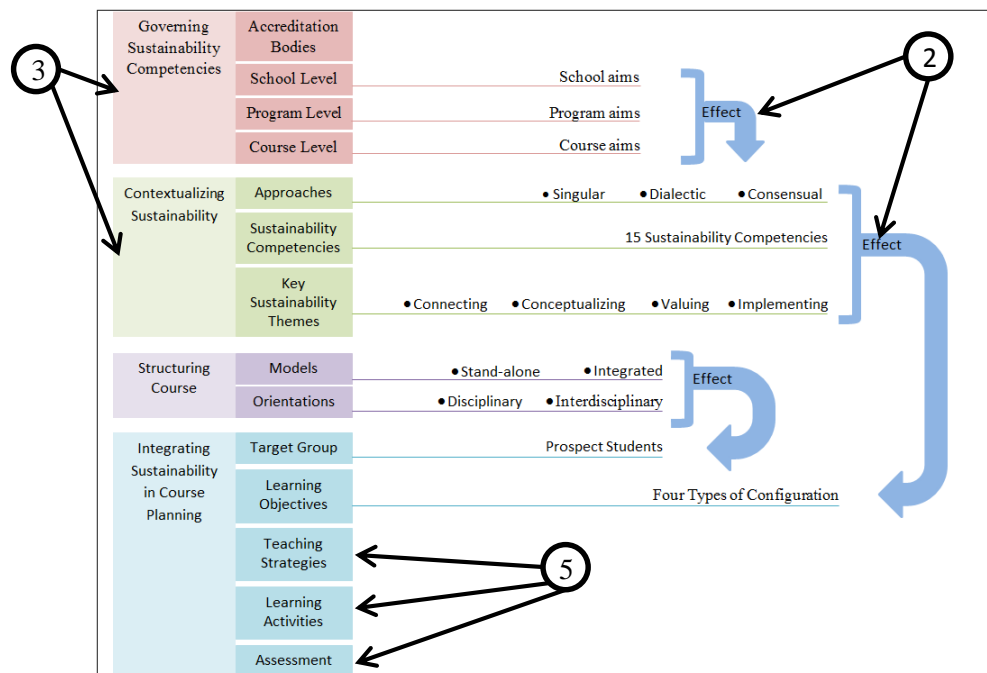 Governing
Sustainability
Competencies
Accreditation
Bodies
School Level
School aims
Program Level
Program aims
Course Level
Course aims
Effect
3
2
Contextualizing
Sustainability
Approaches
● Singular ● Dialectic ● Consensual
Sustainability
Competencies
15 Sustainability Competencies
Effect
Key
Sustainability
Themes
● Connecting ● Conceptualizing ● Valuing ● Implementing
Structuring
Course
Models
● Stand-alone ● Integrated
Orientations
● Disciplinary ● Interdisciplinary
Effect
Integrating
Sustainability
in Course
Planning
Target Group
Prospect Students
Learning
Objectives
Four Types of Configuration
Teaching
Strategies
Learning
Activities
Assessment
5